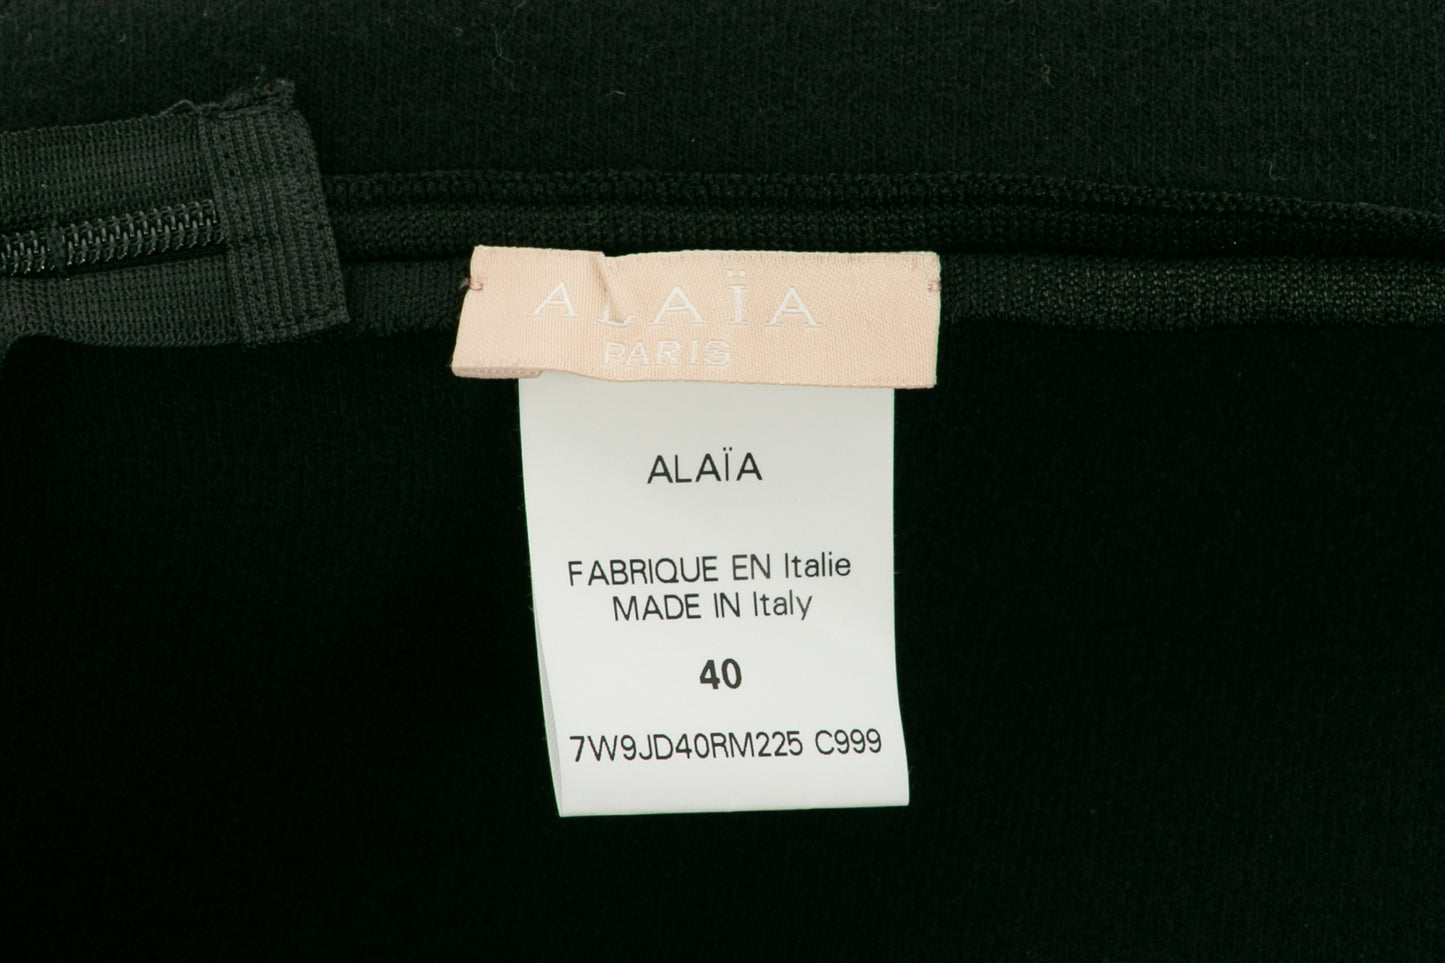 ALAÏA
PARIS
ALAÏA
FABRIQUE EN Italie
MADE IN Italy
40
7W9JD40RM225 C999